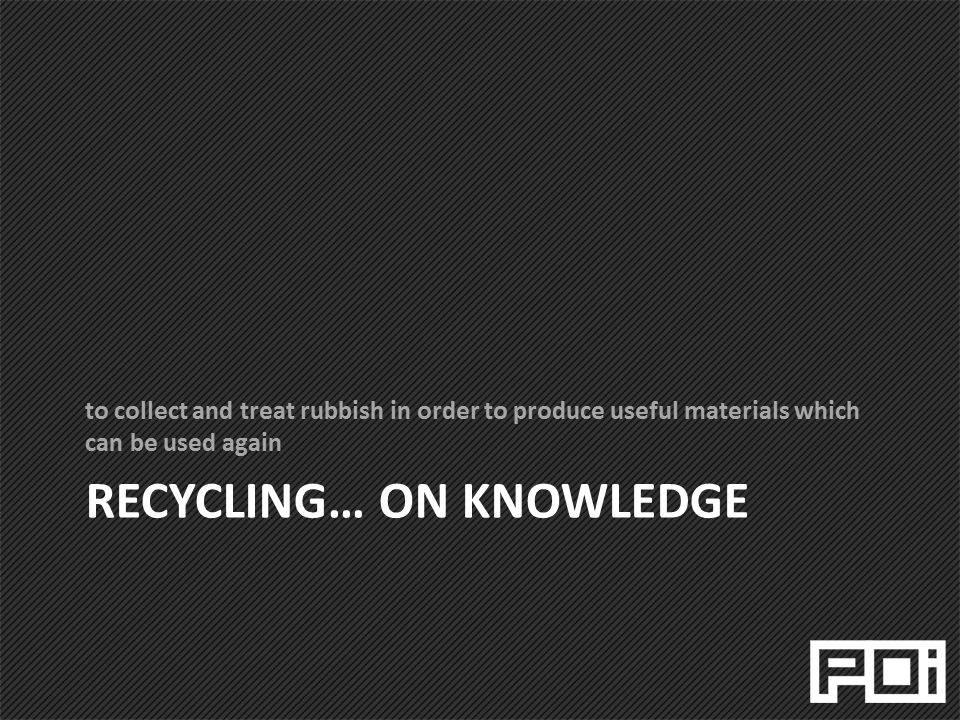 to collect and treat rubbish in order to produce useful materials which
can be used again
RECYCLING… ON KNOWLEDGE
POi